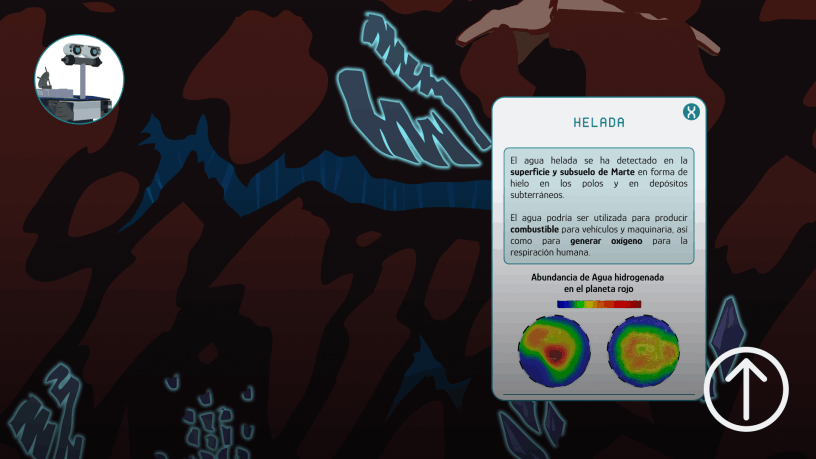 HELADA
El agua helada se ha detectado en la
superficie y subsuelo de Marte en forma de
hielo en los polos y en depósitos
subterráneos.
El agua podría ser utilizada para producir
combustible para vehículos y maquinaria, así
como para generar oxígeno para la
respiración humana.
Abundancia de Agua hidrogenada
en el planeta rojo